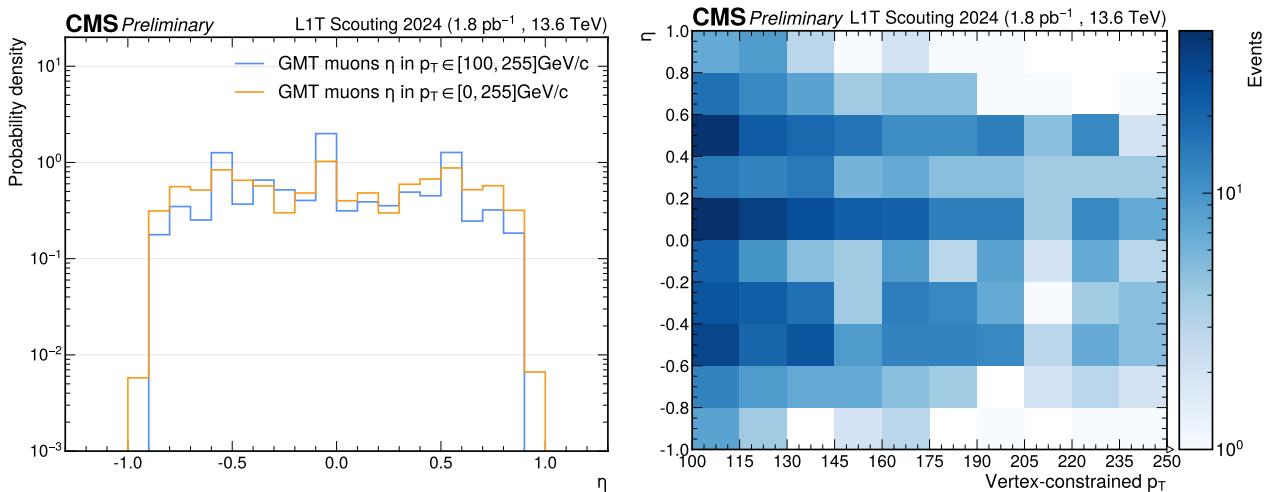 CMS Preliminary L1T Scouting 2024 (1.8 pb⁻¹ , 13.6 TeV)
Probability density
GMT muons η in p_T ∈ [100, 255]GeV/c
GMT muons η in p_T ∈ [0, 255]GeV/c
10¹
10⁰
10⁻¹
10⁻²
10⁻³
-1.0 -0.5 0.0 0.5 1.0
η
CMS Preliminary L1T Scouting 2024 (1.8 pb⁻¹ , 13.6 TeV)
η
1.0
0.8
0.6
0.4
0.2
0.0
-0.2
-0.4
-0.6
-0.8
-1.0
100 115 130 145 160 175 190 205 220 235 250
Vertex-constrained p_T
Events
10¹
10⁰